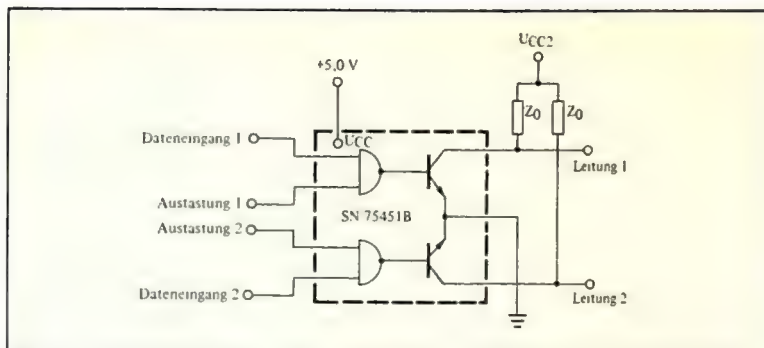 UCC2
+5,0 V
Z0 Z0
Dateneingang 1
UCC
Leitung 1
Austastung 1
SN 75451B
Austastung 2
Dateneingang 2
Leitung 2